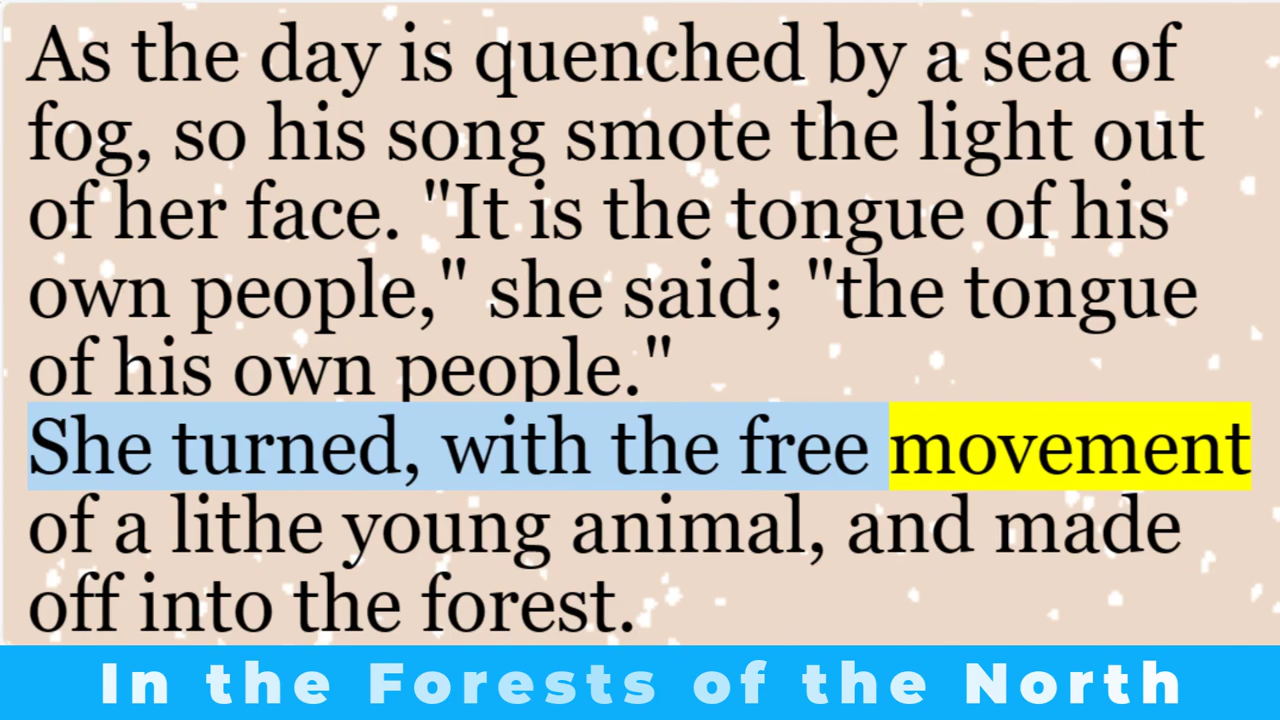 As the day is quenched by a sea of
fog, so his song smote the light out
of her face. "It is the tongue of his
own people," she said; "the tongue
of his own people."
She turned, with the free movement
of a lithe young animal, and made
off into the forest.
In the Forests of the North